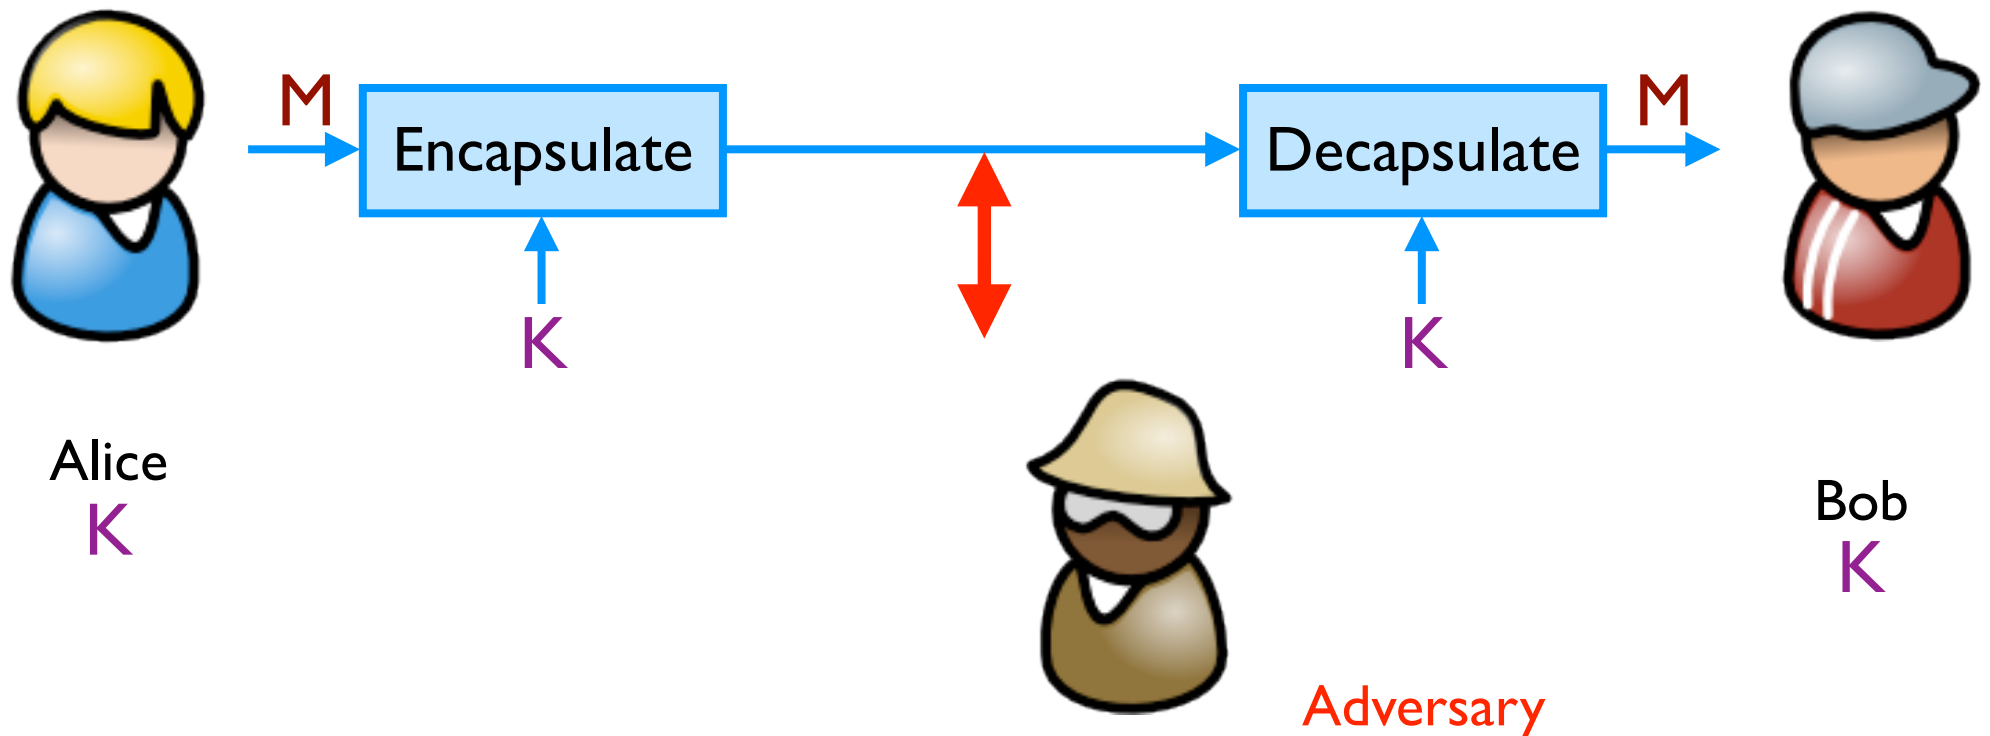 M
M
Encapsulate
Decapsulate
K
K
Alice
K
Bob
K
Adversary